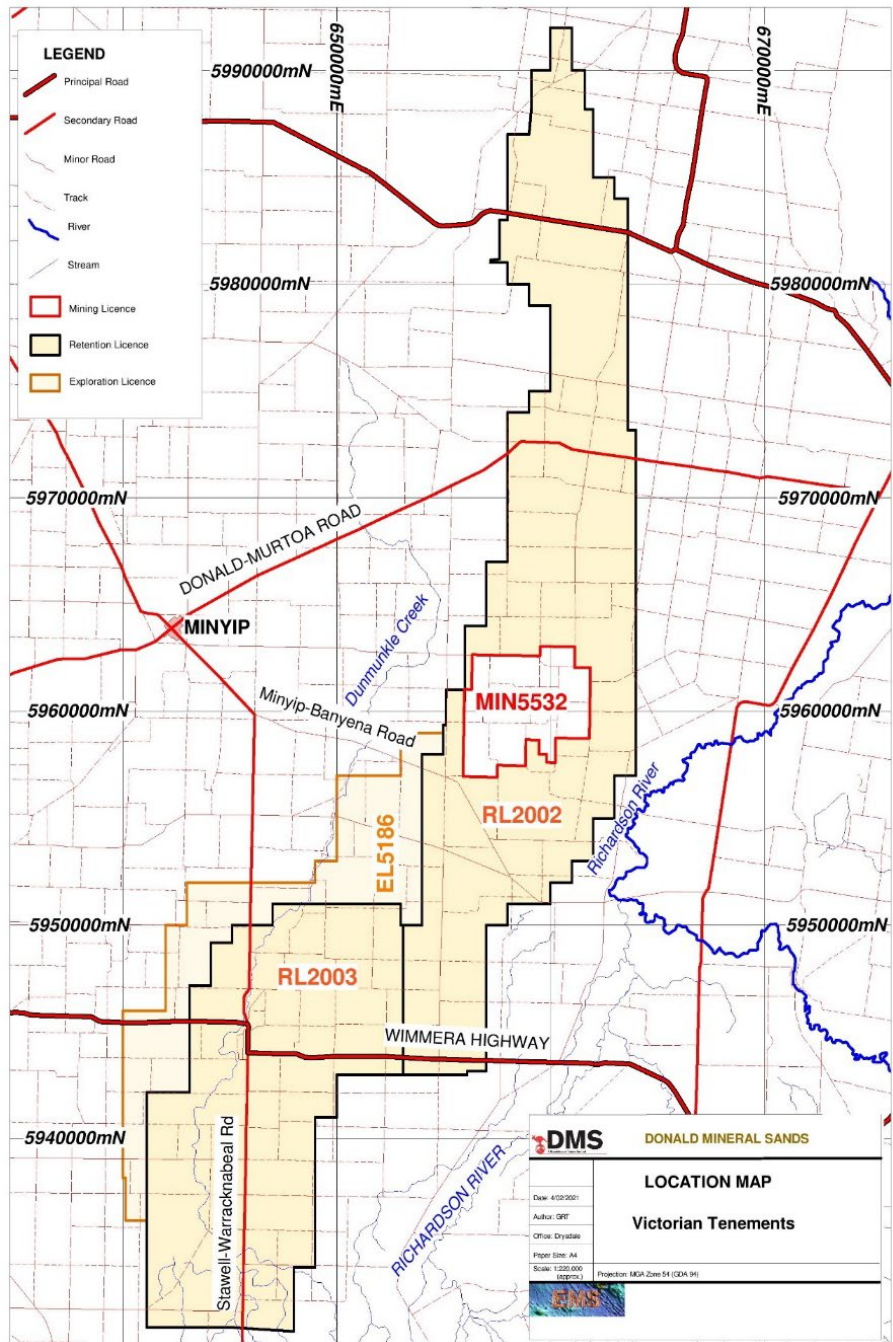 LEGEND
Principal Road
Secondary Road
Minor Road
Track
River
Stream
Mining Licence
Retention Licence
Exploration Licence
650000mE
670000mE
5990000mN
5980000mN
5980000mN
5970000mN
5970000mN
DONALD-MURTOA ROAD
MINYIP
Dunmunkle Creek
Minyip-Banyena Road
MIN5532
5960000mN
5960000mN
RL2002
Richardson River
EL5186
5950000mN
5950000mN
RL2003
WIMMERA HIGHWAY
5940000mN
Stawell-Warracknabeal Rd
RICHARDSON RIVER
DMS
DONALD MINERAL SANDS
LOCATION MAP
Victorian Tenements
Date: 4/02/2021
Author: GRT
Office: Drysdale
Paper Size: A4
Scale: 1:220,000
(approx.)
Projection: MGA Zone 54 (GDA 94)
EMS